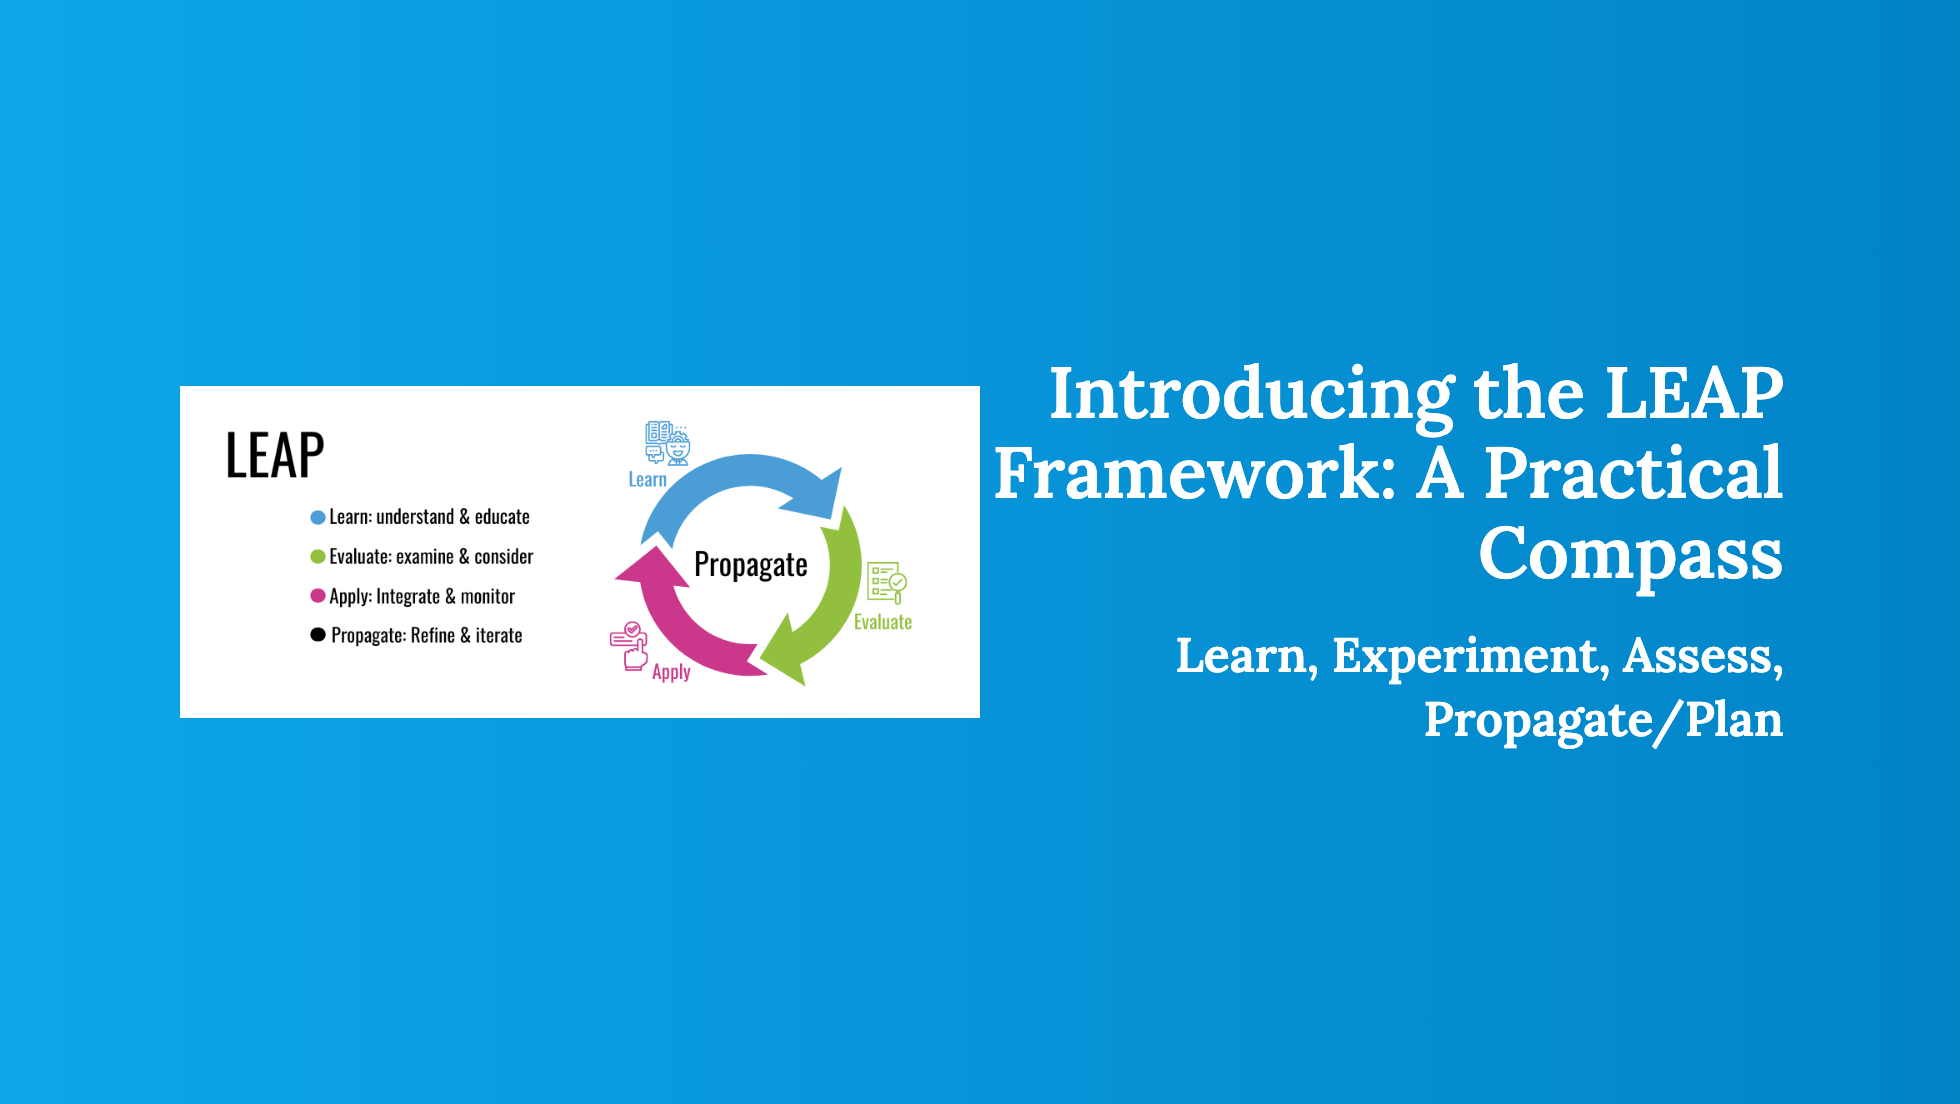 LEAP
Learn: understand & educate
Evaluate: examine & consider
Apply: Integrate & monitor
Propagate: Refine & iterate
Learn
Propagate
Evaluate
Apply
Introducing the LEAP
Framework: A Practical
Compass
Learn, Experiment, Assess,
Propagate/Plan